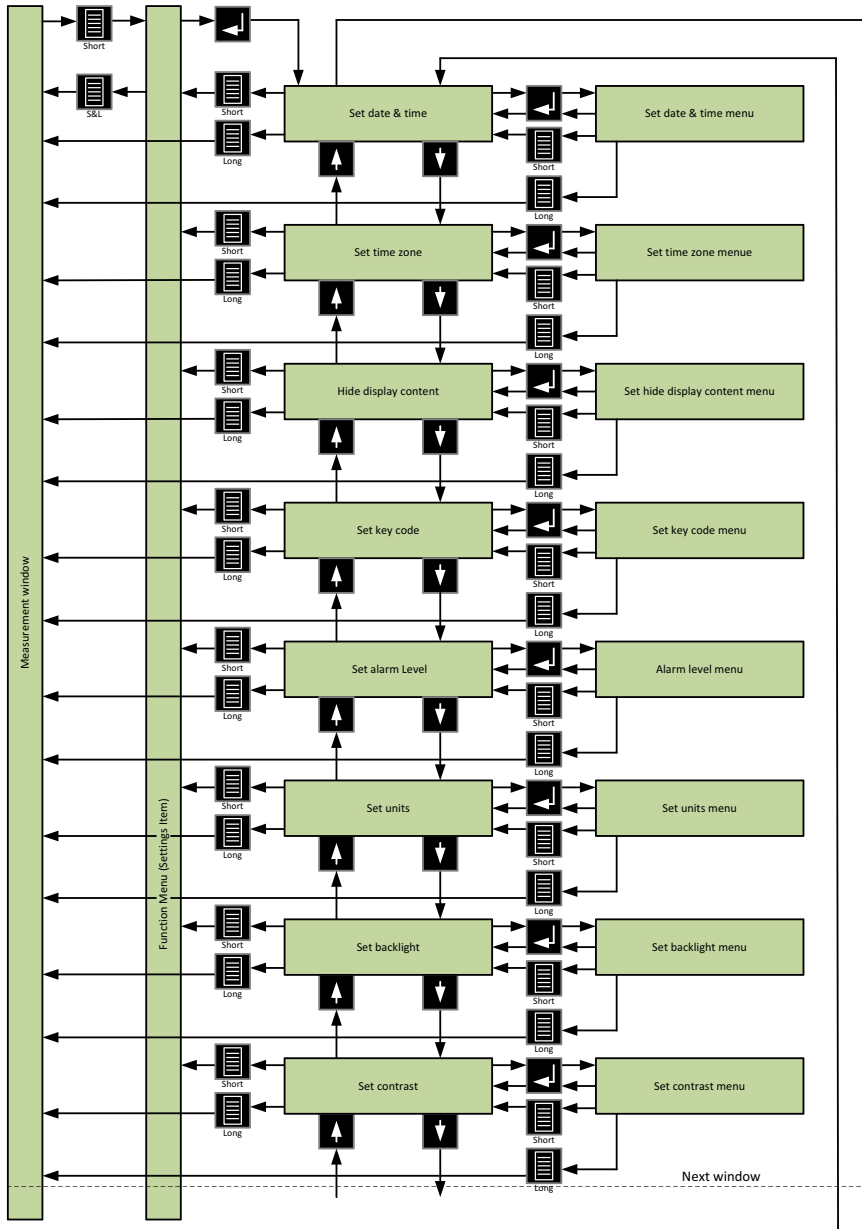 Short
S&L
Short
Set date & time
Set date & time menu
Long
Short
Long
Short
Set time zone
Set time zone menue
Long
Short
Long
Short
Hide display content
Set hide display content menu
Long
Short
Long
Short
Set key code
Set key code menu
Long
Short
Long
Short
Set alarm Level
Alarm level menu
Long
Short
Long
Short
Set units
Set units menu
Long
Short
Long
Short
Set backlight
Set backlight menu
Long
Short
Long
Short
Set contrast
Set contrast menu
Long
Short
Long
Next window
Measurement window
Function Menu (Settings Item)